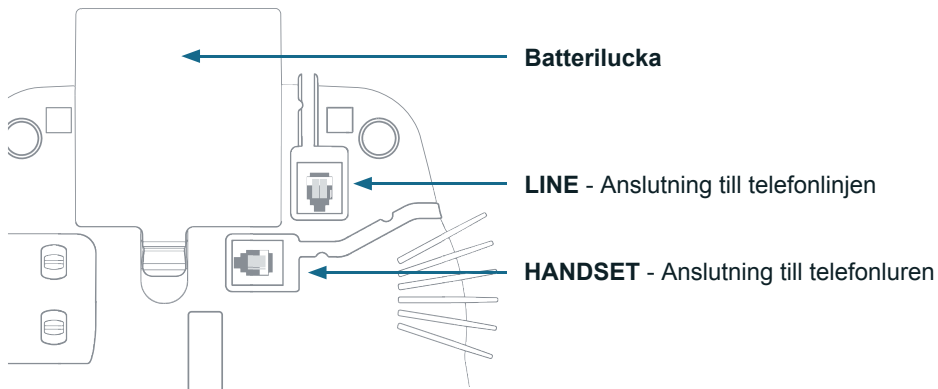 Batterilucka
LINE - Anslutning till telefonlinjen
HANDSET - Anslutning till telefonluren